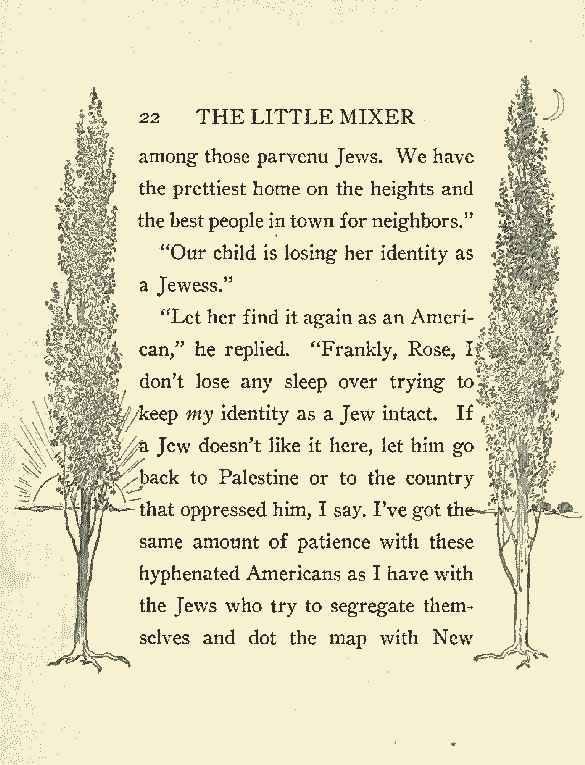 22 THE LITTLE MIXER
among those parvenu Jews. We have
the prettiest home on the heights and
the best people in town for neighbors."
"Our child is losing her identity as
a Jewess."
"Let her find it again as an Ameri-
can," he replied. "Frankly, Rose, I
don't lose any sleep over trying to
keep my identity as a Jew intact. If
a Jew doesn't like it here, let him go
back to Palestine or to the country
that oppressed him, I say. I've got the
same amount of patience with these
hyphenated Americans as I have with
the Jews who try to segregate them-
selves and dot the map with New